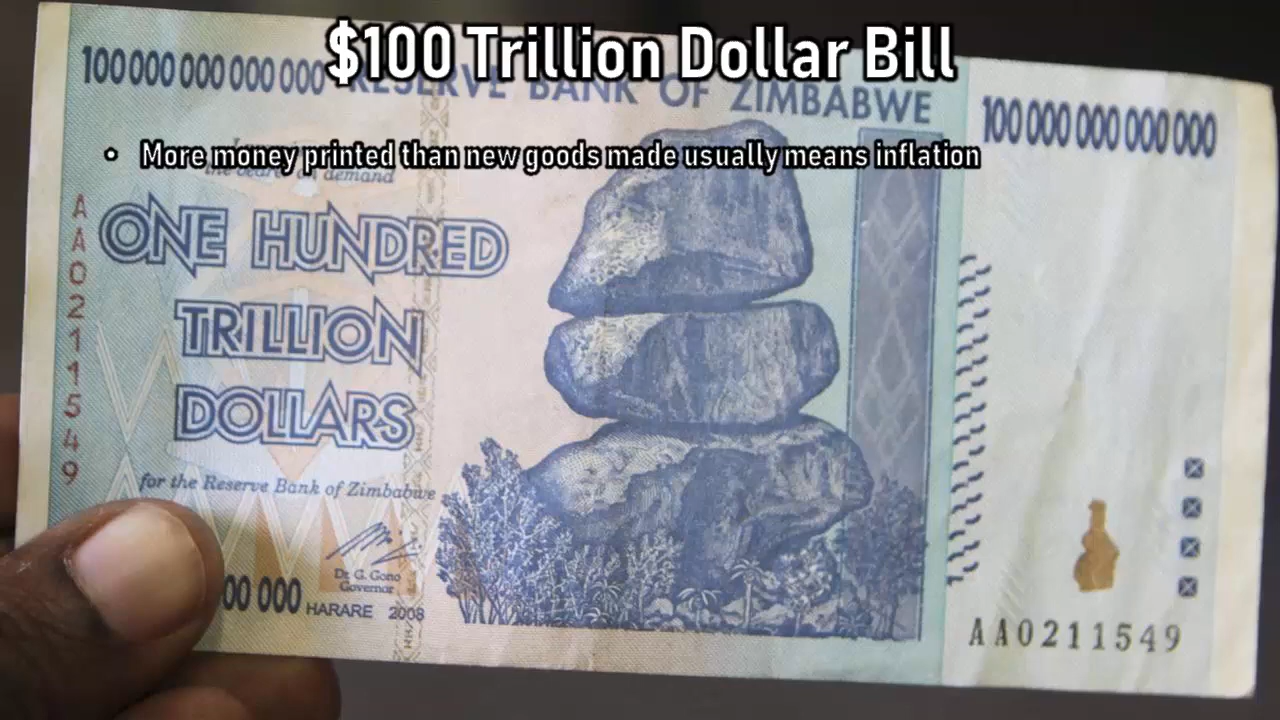 $100 Trillion Dollar Bill
100 000 000 000 000
RESERVE BANK OF ZIMBABWE
100 000 000 000 000
• More money printed than new goods made usually means inflation
demand
AA0211549
ONE HUNDRED
TRILLION
DOLLARS
for the Reserve Bank of Zimbabwe
Dr. G. Gono
Governor
00 000 HARARE 2008
AA0211549